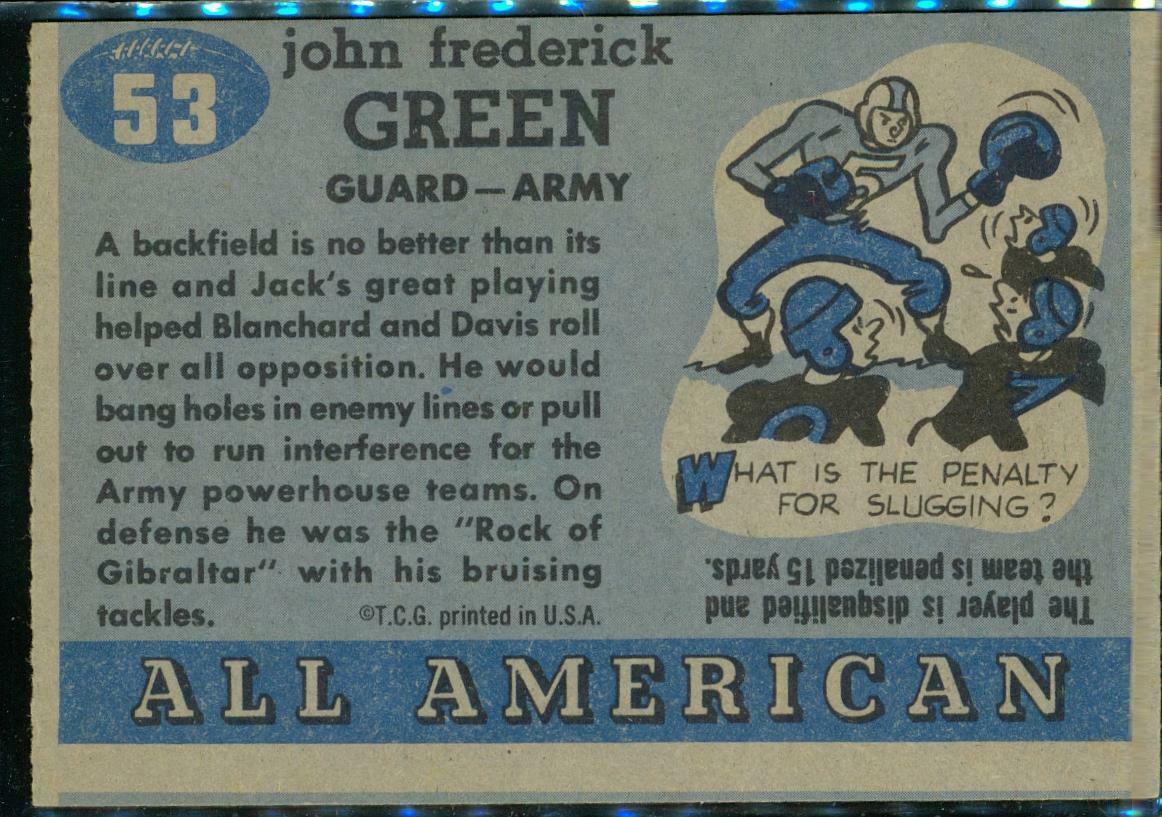 53
john frederick
GREEN
GUARD—ARMY
A backfield is no better than its
line and Jack's great playing
helped Blanchard and Davis roll
over all opposition. He would
bang holes in enemy lines or pull
out to run interference for the
Army powerhouse teams. On
defense he was the "Rock of
Gibraltar" with his bruising
tackles.
©T.C.G. printed in U.S.A.
WHAT IS THE PENALTY
FOR SLUGGING?
The player is disqualified and
the team is penalized 15 yards.
ALL AMERICAN